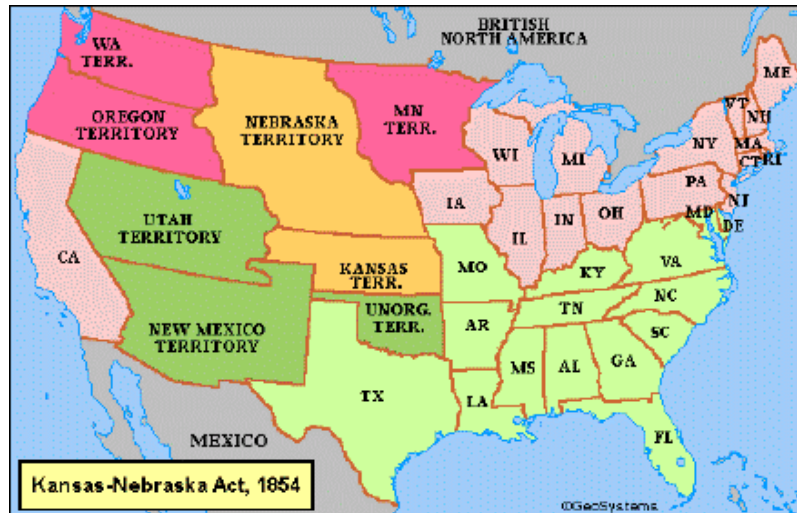 BRITISH
NORTH AMERICA
WA
TERR.
OREGON
TERRITORY
NEBRASKA
TERRITORY
MN
TERR.
ME
VT
NH
NY
MA
CT
RI
WI
MI
PA
NJ
MD
DE
IA
IL
IN
OH
UTAH
TERRITORY
CA
KANSAS
TERR.
MO
KY
VA
NEW MEXICO
TERRITORY
UNORG.
TERR.
AR
TN
NC
SC
MS
AL
GA
TX
LA
FL
MEXICO
Kansas-Nebraska Act, 1854
©GeoSystems